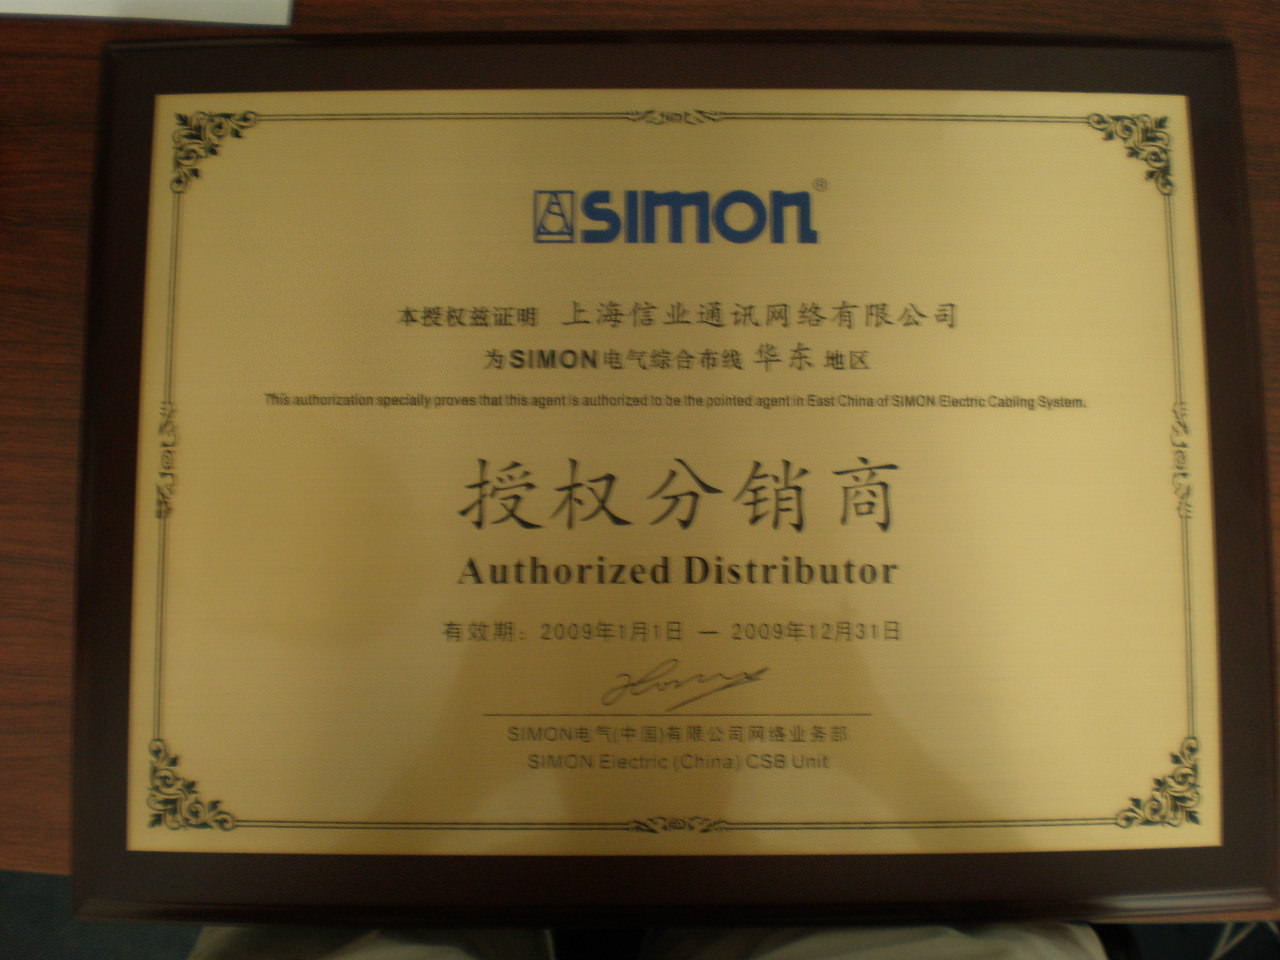 SIMON®
本授权兹证明 上海信业通讯网络有限公司
为SIMON电气综合布线 华东 地区
This authorization specially proves that this agent is authorized to be the pointed agent in East China of SIMON Electric Cabling System.
授权分销商
Authorized Distributor
有效期：2009年1月1日 — 2009年12月31日
SIMON电气(中国)有限公司网络业务部
SIMON Electric (China) CSB Unit